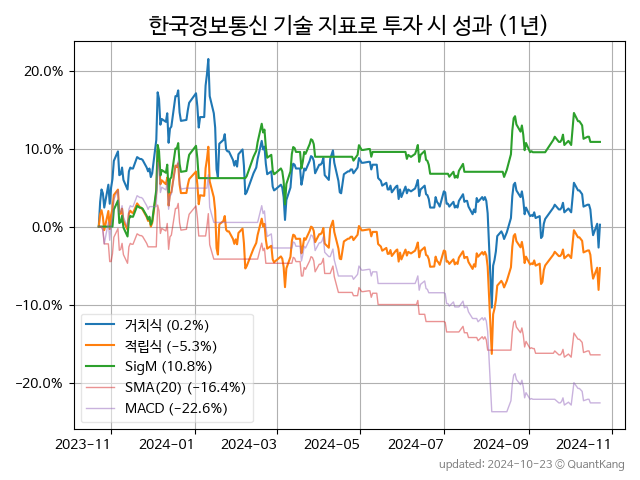 한국정보통신 기술 지표로 투자 시 성과 (1년)
20.0%
10.0%
0.0%
−10.0%
−20.0%
거치식 (0.2%)
적립식 (−5.3%)
SigM (10.8%)
SMA(20) (−16.4%)
MACD (−22.6%)
2023-11 2024-01 2024-03 2024-05 2024-07 2024-09 2024-11
updated: 2024-10-23 © QuantKang